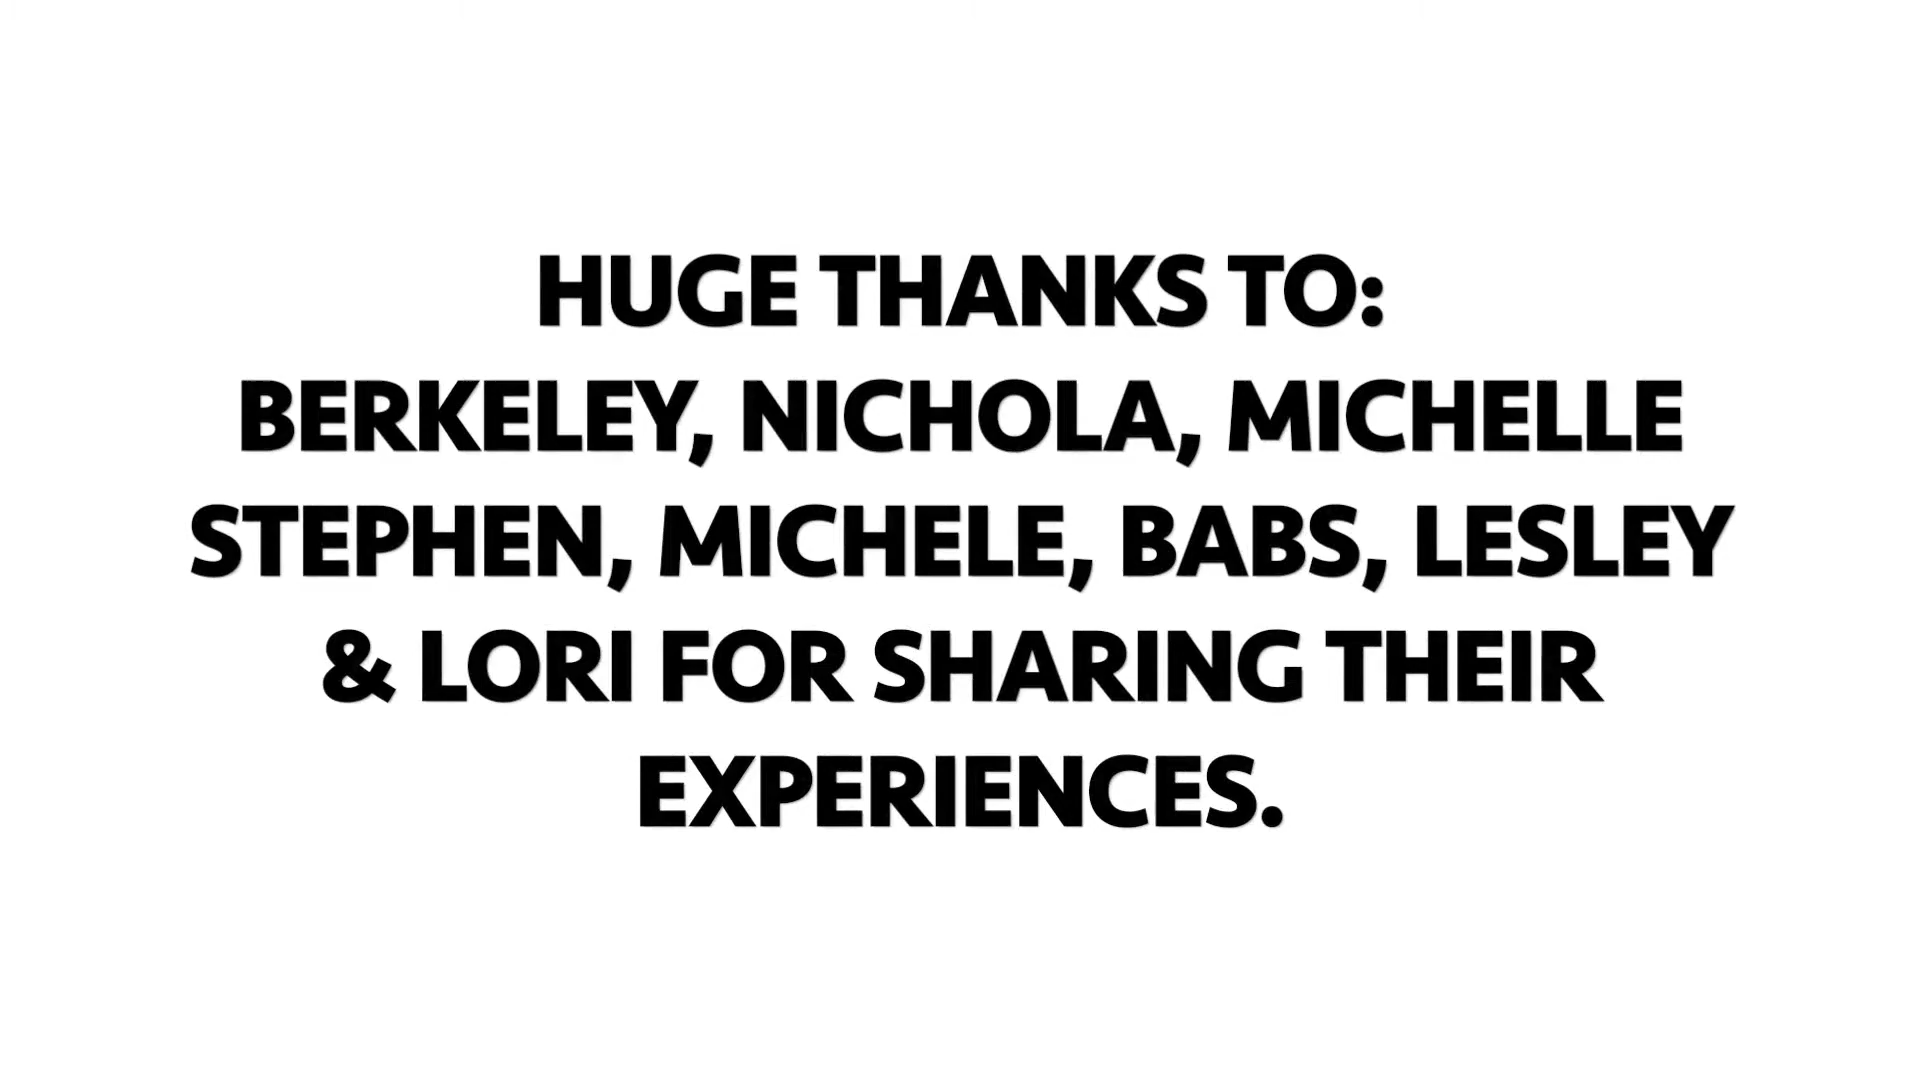 HUGE THANKS TO:
BERKELEY, NICHOLA, MICHELLE
STEPHEN, MICHELE, BABS, LESLEY
& LORI FOR SHARING THEIR
EXPERIENCES.